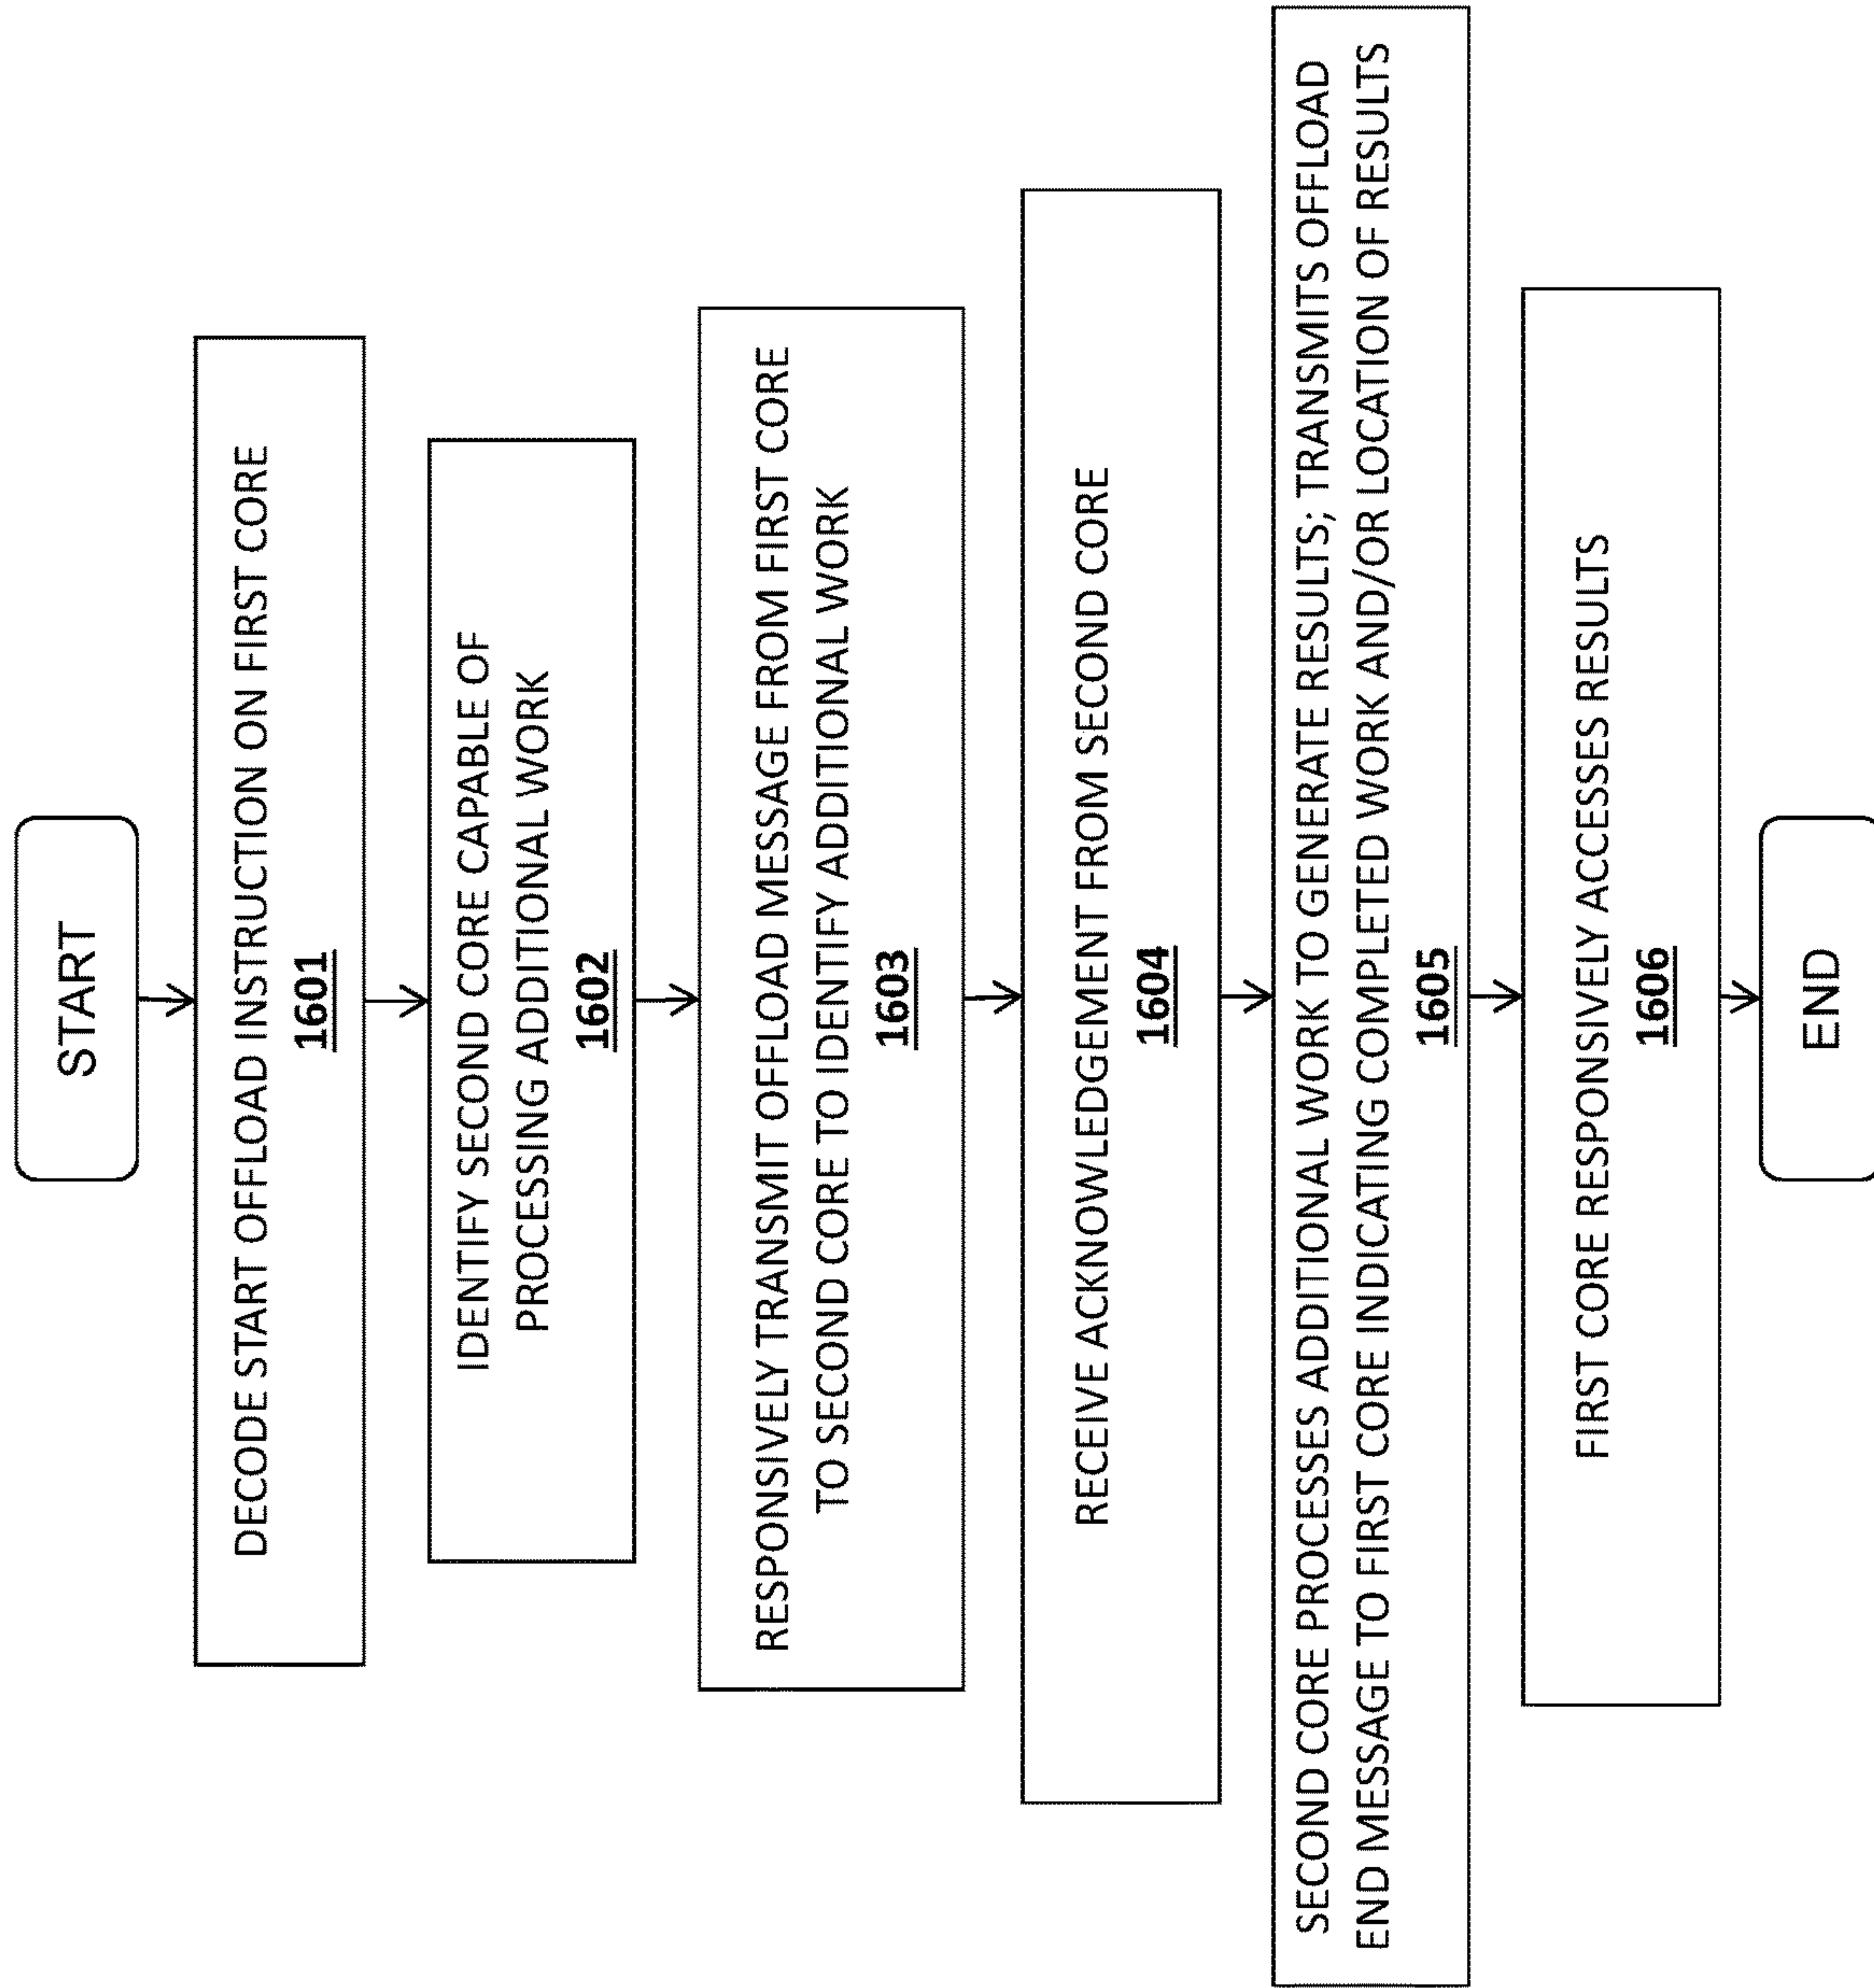 START
DECODE START OFFLOAD INSTRUCTION ON FIRST CORE
1601
IDENTIFY SECOND CORE CAPABLE OF
PROCESSING ADDITIONAL WORK
1602
RESPONSIVELY TRANSMIT OFFLOAD MESSAGE FROM FIRST CORE
TO SECOND CORE TO IDENTIFY ADDITIONAL WORK
1603
RECEIVE ACKNOWLEDGEMENT FROM SECOND CORE
1604
SECOND CORE PROCESSES ADDITIONAL WORK TO GENERATE RESULTS; TRANSMITS OFFLOAD
END MESSAGE TO FIRST CORE INDICATING COMPLETED WORK AND/OR LOCATION OF RESULTS
1605
FIRST CORE RESPONSIVELY ACCESSES RESULTS
1606
END